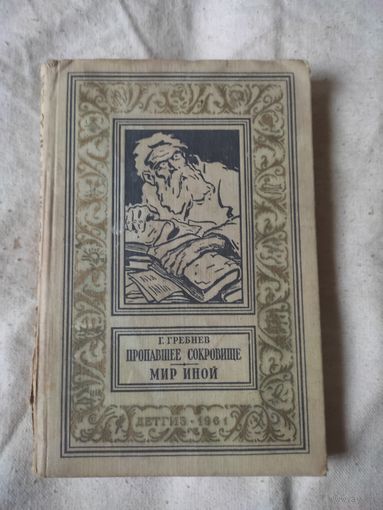 Г. ГРЕБНЕВ
ПРОПАВШЕЕ СОКРОВИЩЕ
МИР ИНОЙ
ДЕТГИЗ · 1961